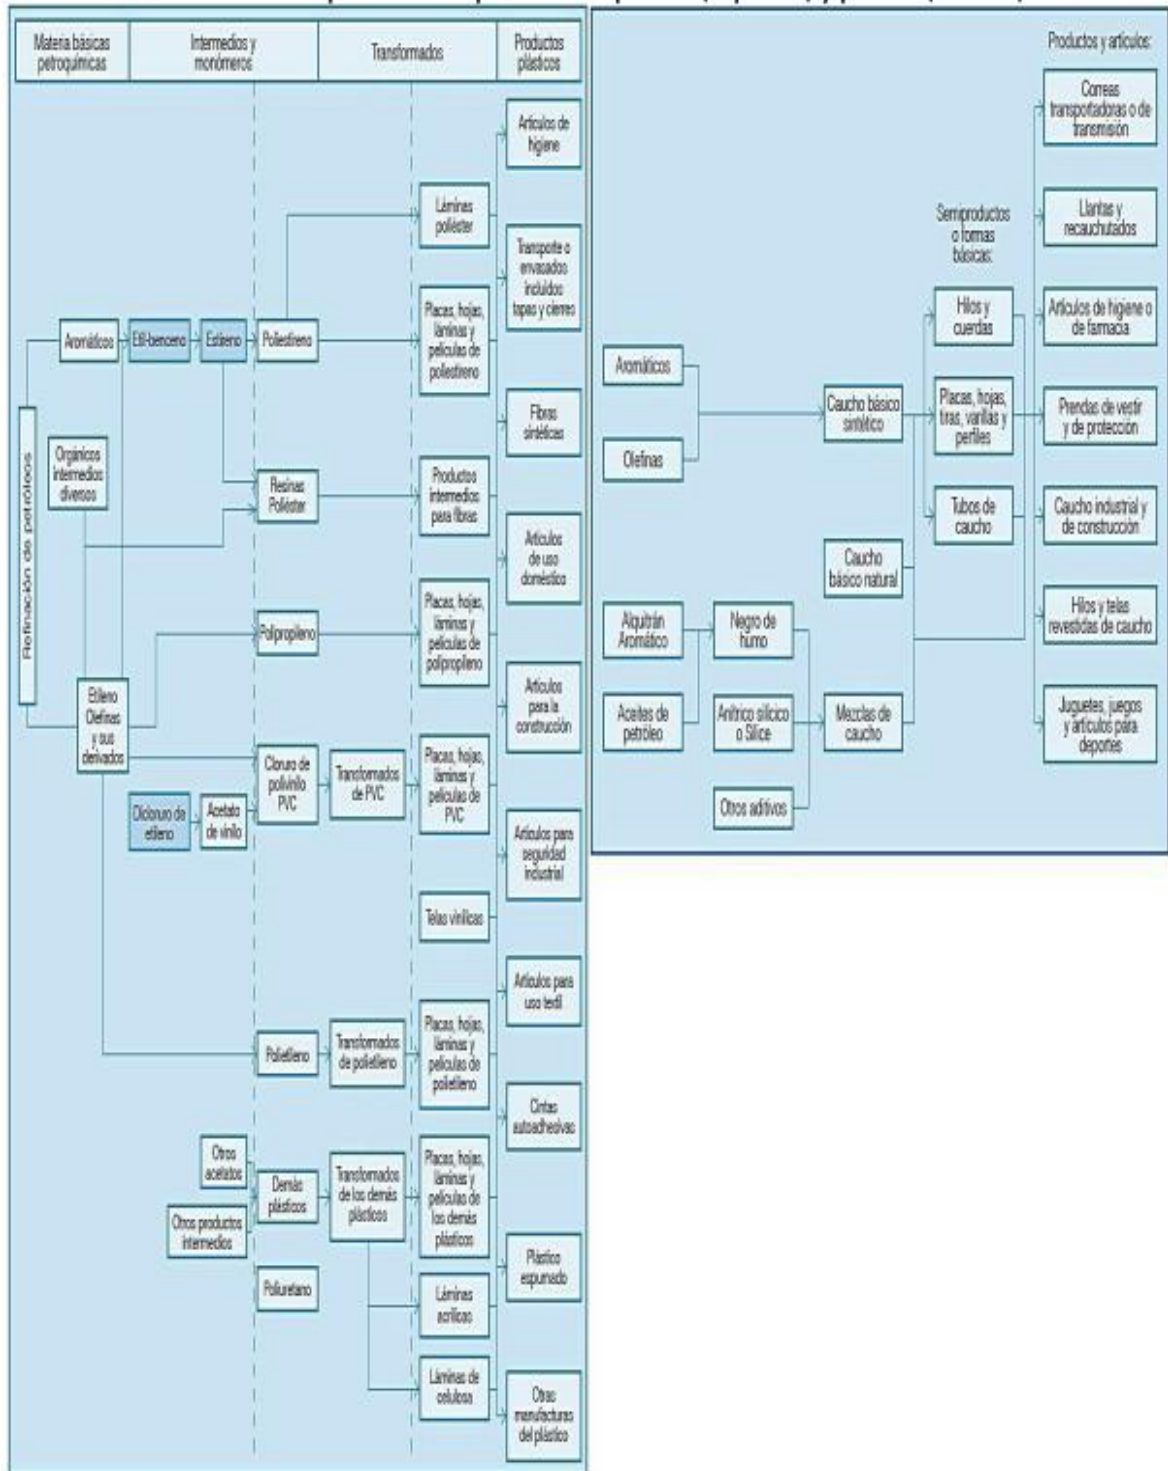 Materia básicas
petroquímicas
Intermedios y
monómeros
Transformados
Productos
plásticos
Artículos de
higiene
Láminas
poliéster
Transporte o
envasados
incluidos
tapas y cierres
Aromáticos
Etil-benceno
Estireno
Poliestireno
Placas, hojas,
láminas y
películas de
poliestireno
Fibras
sintéticas
Refinación de petróleos
Orgánicos
intermedios
diversos
Resinas
Poliéster
Productos
intermedios
para fibras
Artículos
de uso
doméstico
Polipropileno
Placas, hojas,
láminas y
películas de
polipropileno
Etileno
Olefinas
y sus
derivados
Artículos
para la
construcción
Cloruro de
polivinilo
PVC
Transformados
de PVC
Placas, hojas,
láminas y
películas de
PVC
Dicloruro de
etileno
Acetato
de vinilo
Artículos para
seguridad
industrial
Telas vinílicas
Artículos para
uso textil
Polietileno
Transformados
de polietileno
Placas, hojas,
láminas y
películas de
polietileno
Cintas
autoadhesivas
Otros
acetatos
Demás
plásticos
Otros productos
intermedios
Transformados
de los demás
plásticos
Placas, hojas,
láminas y
películas de
los demás
plásticos
Plástico
espumado
Poliuretano
Láminas
acrílicas
Láminas de
celulosa
Otras
manufacturas
del plástico
Productos y artículos:
Correas
transportadoras o de
transmisión
Semiproductos
o formas
básicas:
Llantas y
recauchutados
Hilos y
cuerdas
Artículos de higiene o
de farmacia
Aromáticos
Olefinas
Caucho básico
sintético
Placas, hojas,
tiras, varillas y
perfiles
Prendas de vestir
y de protección
Tubos de
caucho
Caucho industrial y
de construcción
Caucho
básico natural
Alquitrán
Aromático
Negro de
humo
Hilos y telas
revestidas de caucho
Aceites de
petróleo
Anítrico silícico
o Sílice
Mezclas de
caucho
Juguetes, juegos
y artículos para
deportes
Otros aditivos